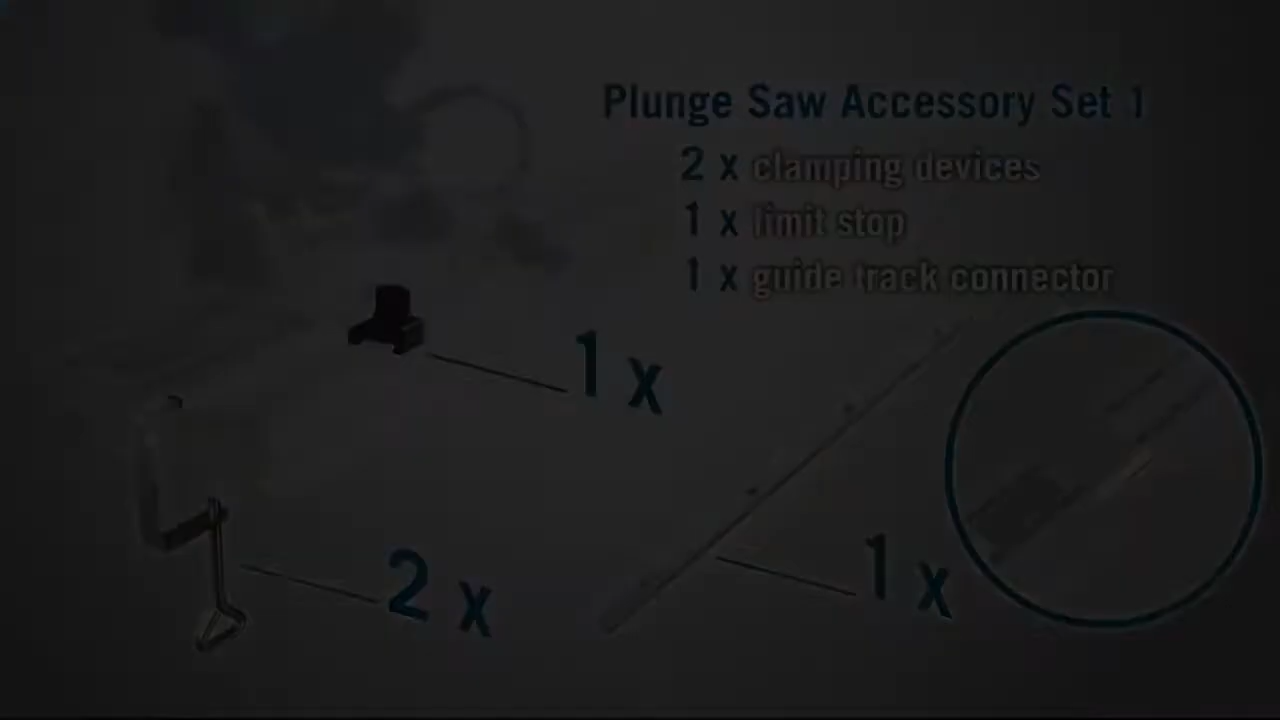 Plunge Saw Accessory Set 1
2 x clamping devices
1 x limit stop
1 x guide track connector
1 x
2 x
1 x